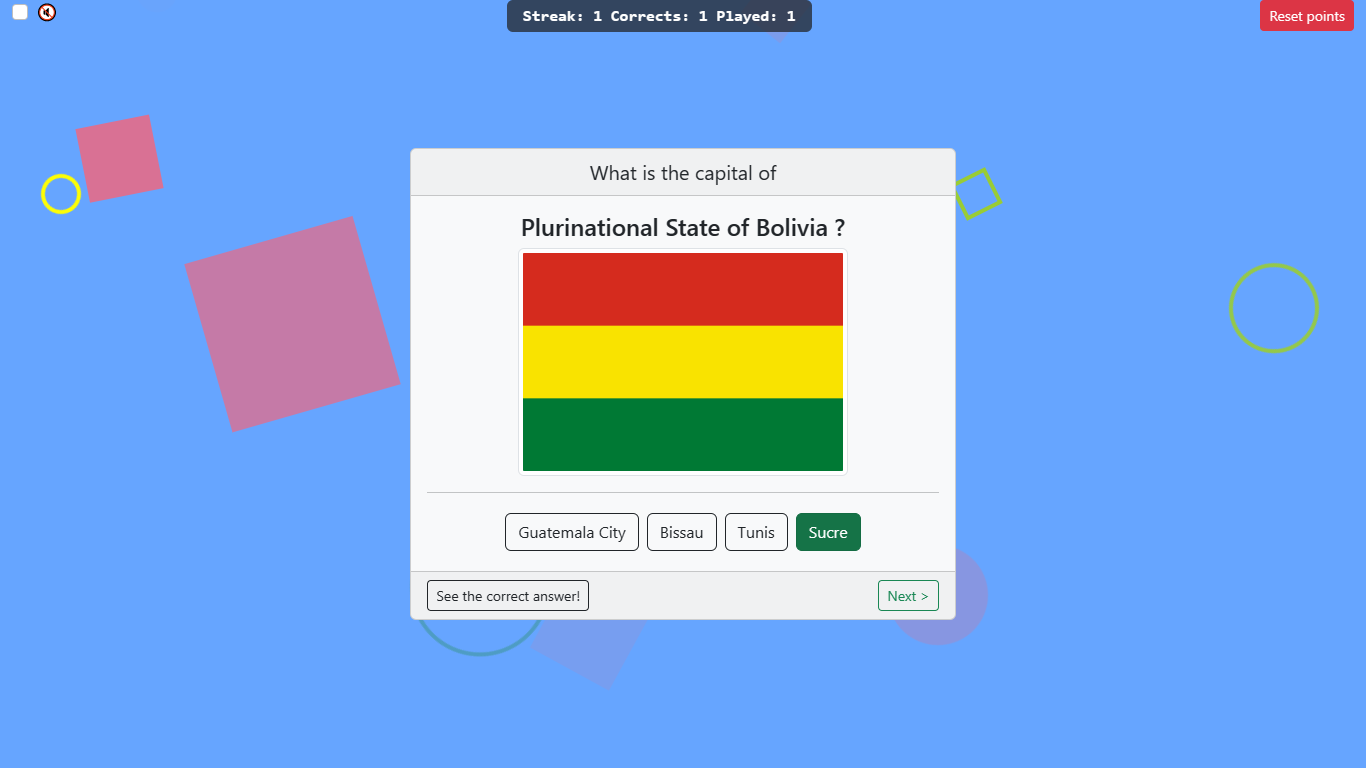 Streak: 1 Corrects: 1 Played: 1
Reset points
What is the capital of
Plurinational State of Bolivia ?
Guatemala City
Bissau
Tunis
Sucre
See the correct answer!
Next >